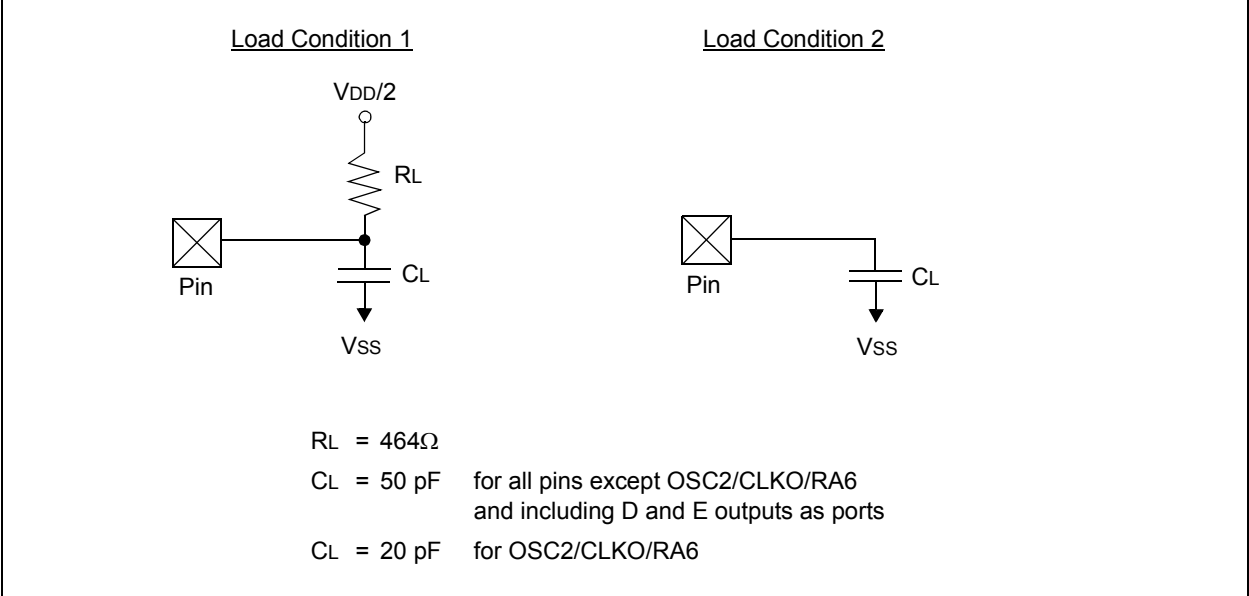 Load Condition 1
VDD/2
RL
Pin
CL
VSS
Load Condition 2
Pin
CL
VSS
RL = 464Ω
CL = 50 pF for all pins except OSC2/CLKO/RA6
and including D and E outputs as ports
CL = 20 pF for OSC2/CLKO/RA6